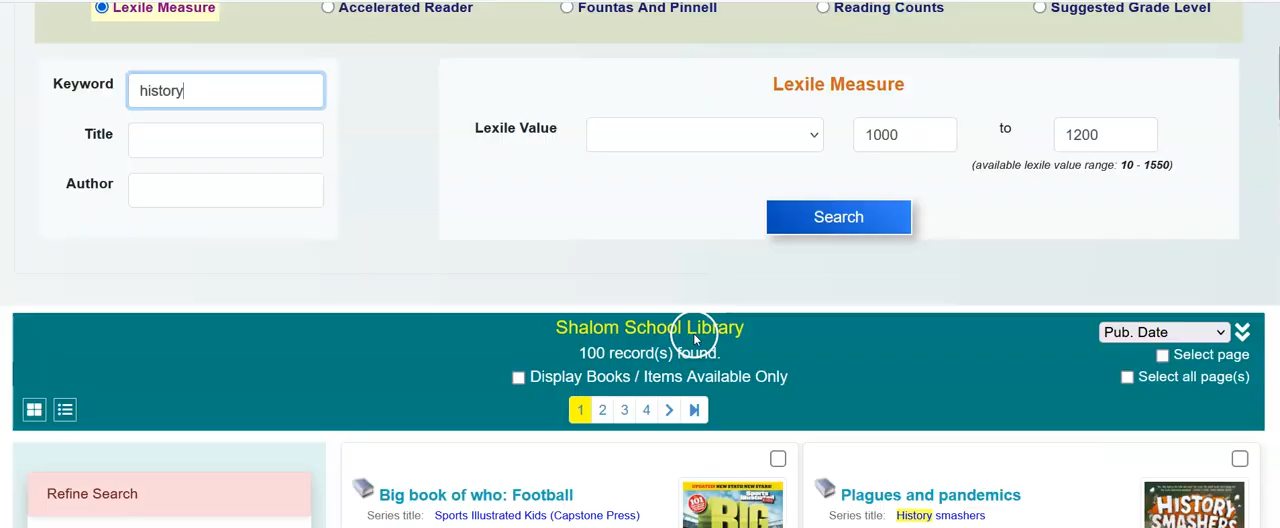 Lexile Measure
Accelerated Reader
Fountas And Pinnell
Reading Counts
Suggested Grade Level
Keyword
history
Title
Author
Lexile Measure
Lexile Value
1000
to
1200
(available lexile value range: 10 - 1550)
Search
Shalom School Library
100 record(s) found.
Display Books / Items Available Only
Pub. Date
Select page
Select all page(s)
1 2 3 4
Refine Search
Big book of who: Football
Series title: Sports Illustrated Kids (Capstone Press)
Sports Illustrated
BIG
Plagues and pandemics
Series title: History smashers
HISTORY
SMASHERS